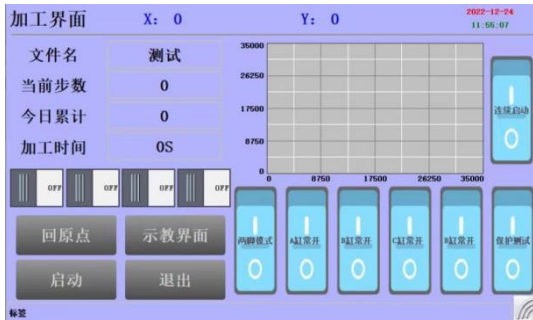 加工界面 X: 0 Y: 0 2022-12-24
11:55:07
文件名 测试
当前步数 0
今日累计 0
加工时间 0S
OFF OFF OFF OFF
回原点 示教界面
启动 退出
标签
35000
26250
17500
8750
0
0 8750 17500 26250 35000
连续启动
两脚模式 A缸常开 B缸常开 C缸常开 B缸常开 保护测试